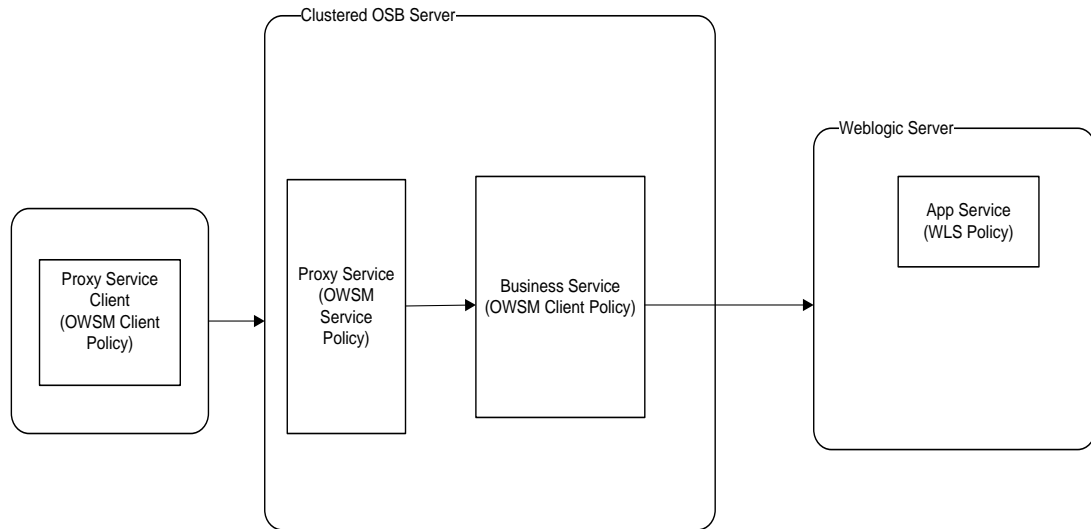 Clustered OSB Server
Weblogic Server
Proxy Service
Client
(OWSM Client
Policy)
Proxy Service
(OWSM
Service
Policy)
Business Service
(OWSM Client Policy)
App Service
(WLS Policy)